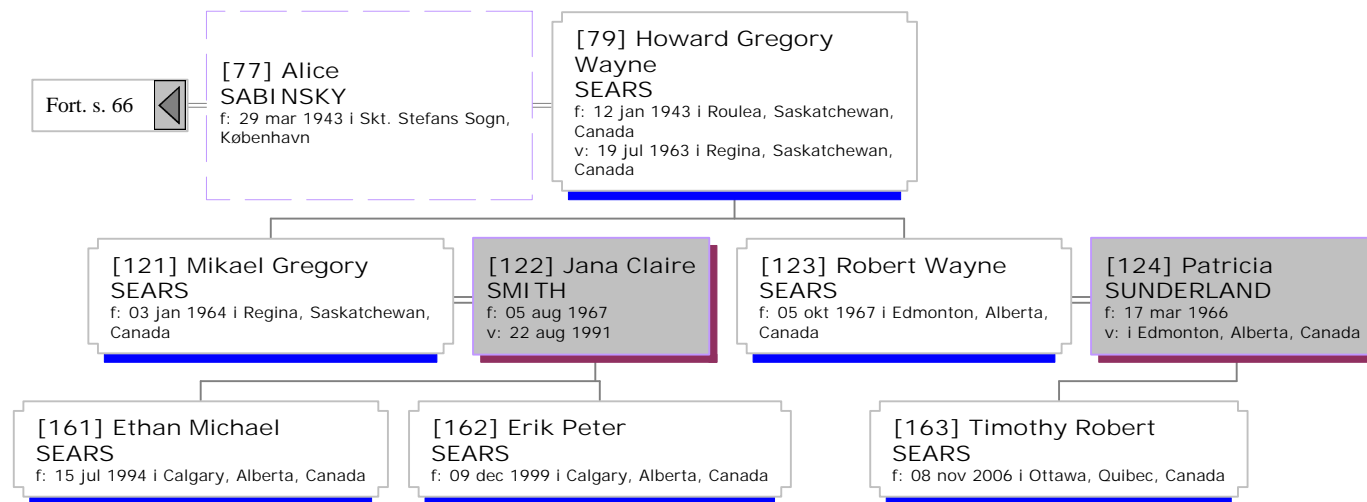 Fort. s. 66
[77] Alice
SABINSKY
f: 29 mar 1943 i Skt. Stefans Sogn,
København
[79] Howard Gregory
Wayne
SEARS
f: 12 jan 1943 i Roulea, Saskatchewan,
Canada
v: 19 jul 1963 i Regina, Saskatchewan,
Canada
[121] Mikael Gregory
SEARS
f: 03 jan 1964 i Regina, Saskatchewan,
Canada
[122] Jana Claire
SMITH
f: 05 aug 1967
v: 22 aug 1991
[123] Robert Wayne
SEARS
f: 05 okt 1967 i Edmonton, Alberta,
Canada
[124] Patricia
SUNDERLAND
f: 17 mar 1966
v: i Edmonton, Alberta, Canada
[161] Ethan Michael
SEARS
f: 15 jul 1994 i Calgary, Alberta, Canada
[162] Erik Peter
SEARS
f: 09 dec 1999 i Calgary, Alberta, Canada
[163] Timothy Robert
SEARS
f: 08 nov 2006 i Ottawa, Quibec, Canada